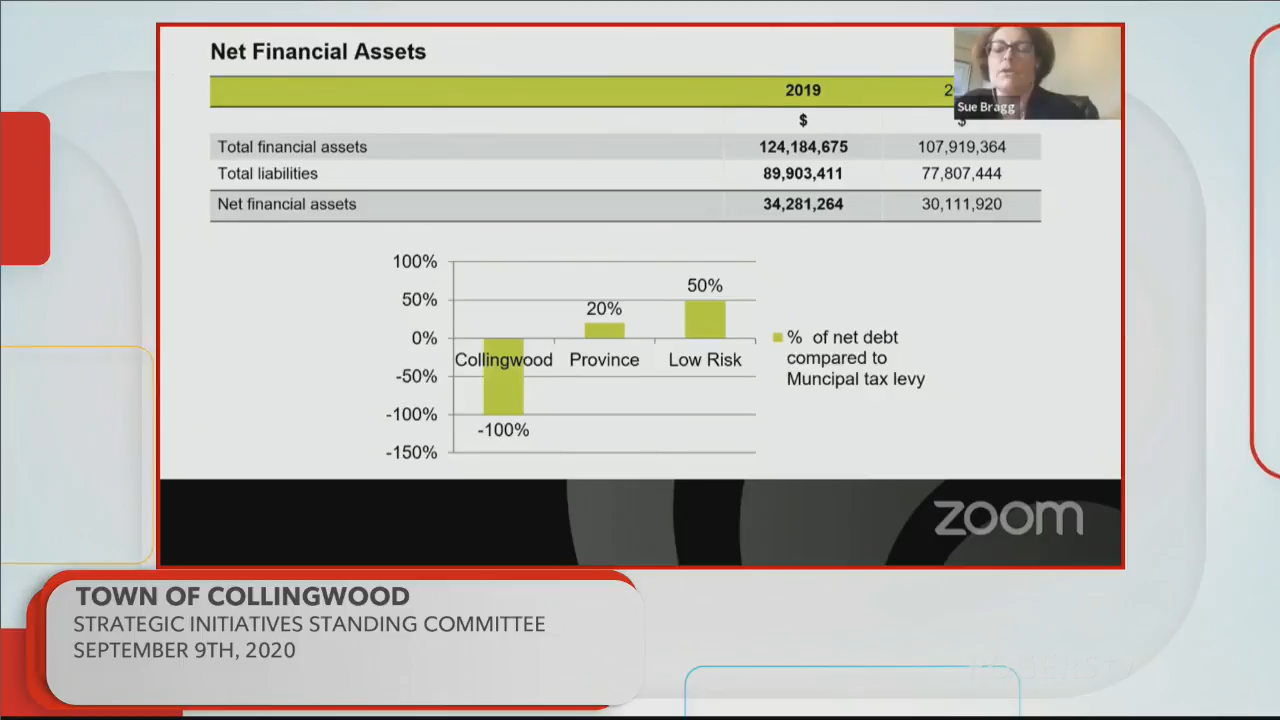 Net Financial Assets
2019
$ $
Total financial assets 124,184,675 107,919,364
Total liabilities 89,903,411 77,807,444
Net financial assets 34,281,264 30,111,920
Sue Bragg
100%
50%
0%
-50%
-100%
-150%
20%
50%
-100%
Collingwood Province Low Risk
% of net debt
compared to
Muncipal tax levy
zoom
TOWN OF COLLINGWOOD
STRATEGIC INITIATIVES STANDING COMMITTEE
SEPTEMBER 9TH, 2020